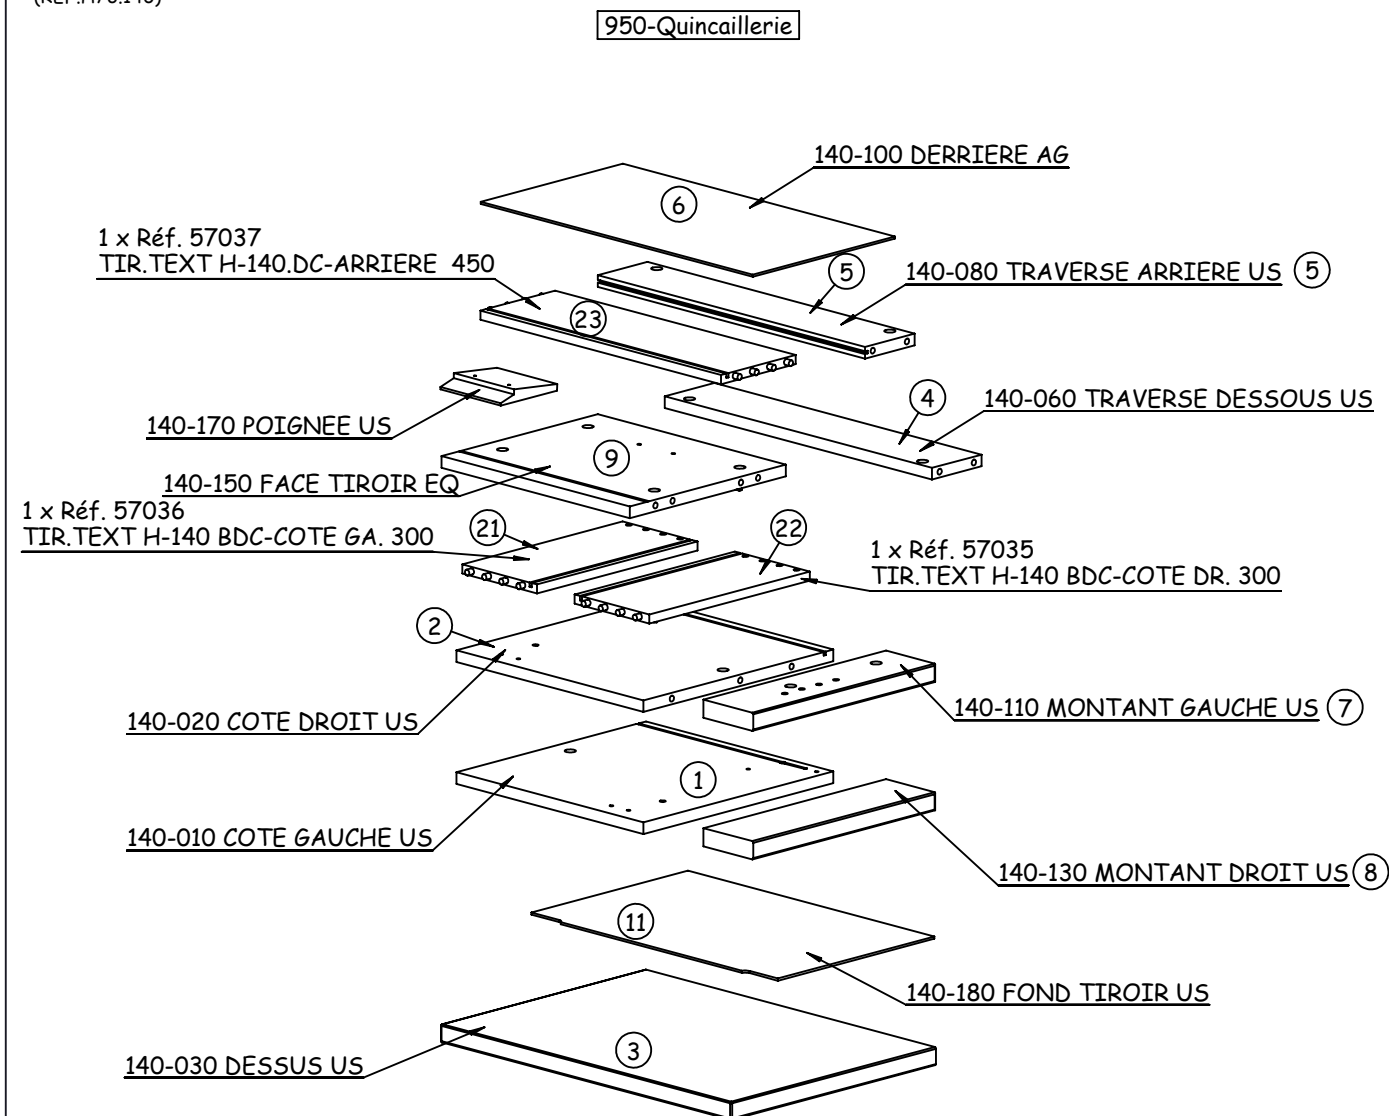 950-Quincaillerie
140-100 DERRIERE AG
6
1 x Réf. 57037
TIR.TEXT H-140.DC-ARRIERE 450
5
140-080 TRAVERSE ARRIERE US 5
23
4
140-060 TRAVERSE DESSOUS US
140-170 POIGNEE US
9
140-150 FACE TIROIR EQ
1 x Réf. 57036
TIR.TEXT H-140 BDC-COTE GA. 300
21
22
1 x Réf. 57035
TIR.TEXT H-140 BDC-COTE DR. 300
2
140-020 COTE DROIT US
140-110 MONTANT GAUCHE US 7
1
140-010 COTE GAUCHE US
140-130 MONTANT DROIT US 8
11
140-180 FOND TIROIR US
3
140-030 DESSUS US